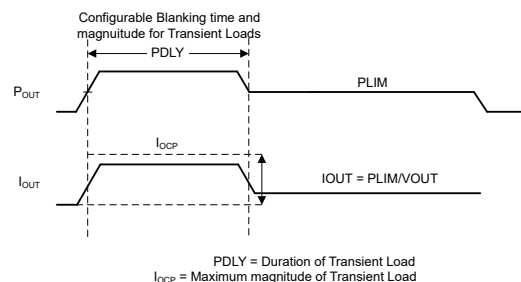 Configurable Blanking time and
magnuitude for Transient Loads
PDLY
POUT
PLIM
IOCP
IOUT
IOUT = PLIM/VOUT
PDLY = Duration of Transient Load
IOCP = Maximum magnitude of Transient Load